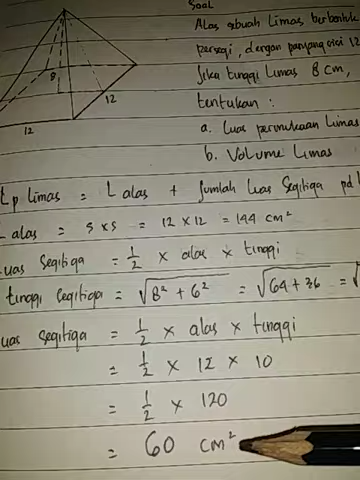 Soal
Alas sebuah Limas berbentuk
persegi, dengan panjang sisi 12
Jika tinggi Limas 8 cm,
tentukan :
a. Luas permukaan Limas
b. Volume Limas
8
12
12
Lp Limas = L alas + Jumlah luas segitiga pd
L alas = s x s = 12 x 12 = 144 cm²
Luas segitiga = 1/2 x alas x tinggi
tinggi segitiga = √8² + 6² = √64 + 36 = √
Luas segitiga = 1/2 x alas x tinggi
= 1/2 x 12 x 10
= 1/2 x 120
= 60 cm²